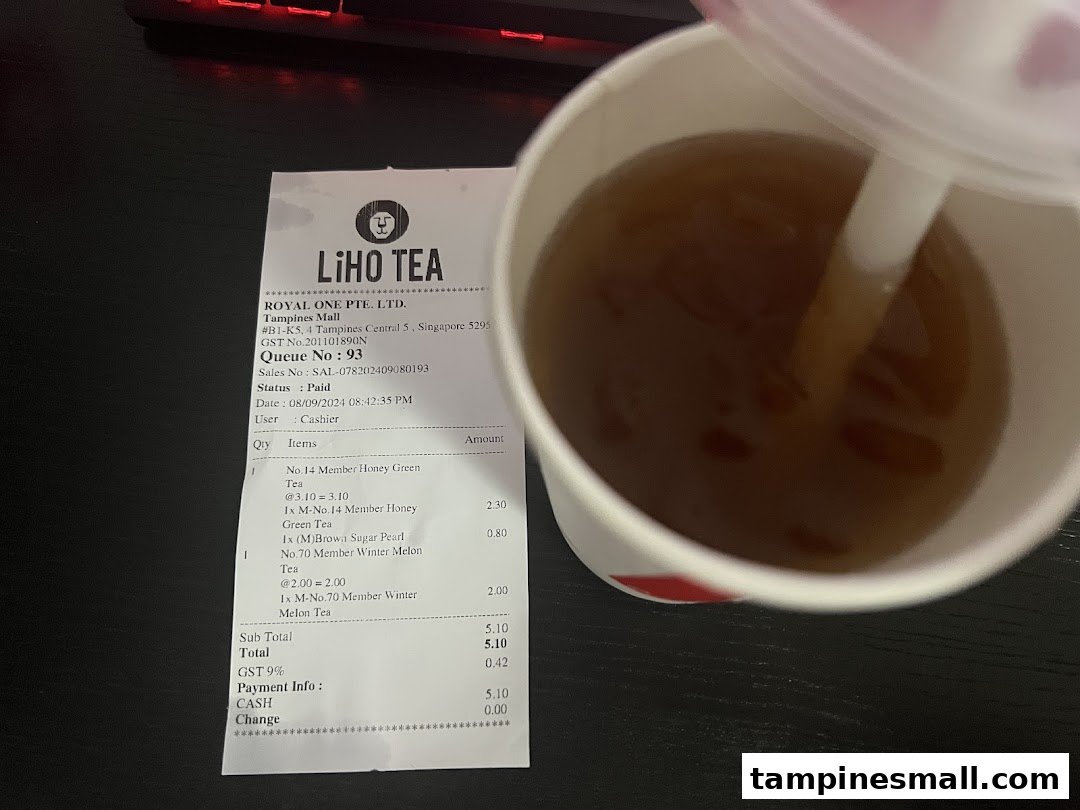 LiHO TEA
*****************************************
ROYAL ONE PTE. LTD.
Tampines Mall
#B1-K5, 4 Tampines Central 5 , Singapore 5295
GST No.201101890N
Queue No : 93
Sales No : SAL-078202409080193
Status : Paid
Date : 08/09/2024 08:42:35 PM
User : Cashier
Qty Items Amount
1 No.14 Member Honey Green
Tea
@3.10 = 3.10
1x M-No.14 Member Honey 2.30
Green Tea
1x (M)Brown Sugar Pearl 0.80
1 No.70 Member Winter Melon
Tea
@2.00 = 2.00
1x M-No.70 Member Winter 2.00
Melon Tea
Sub Total 5.10
Total 5.10
GST 9% 0.42
Payment Info :
CASH 5.10
Change 0.00
*****************************************
tampinesmall.com